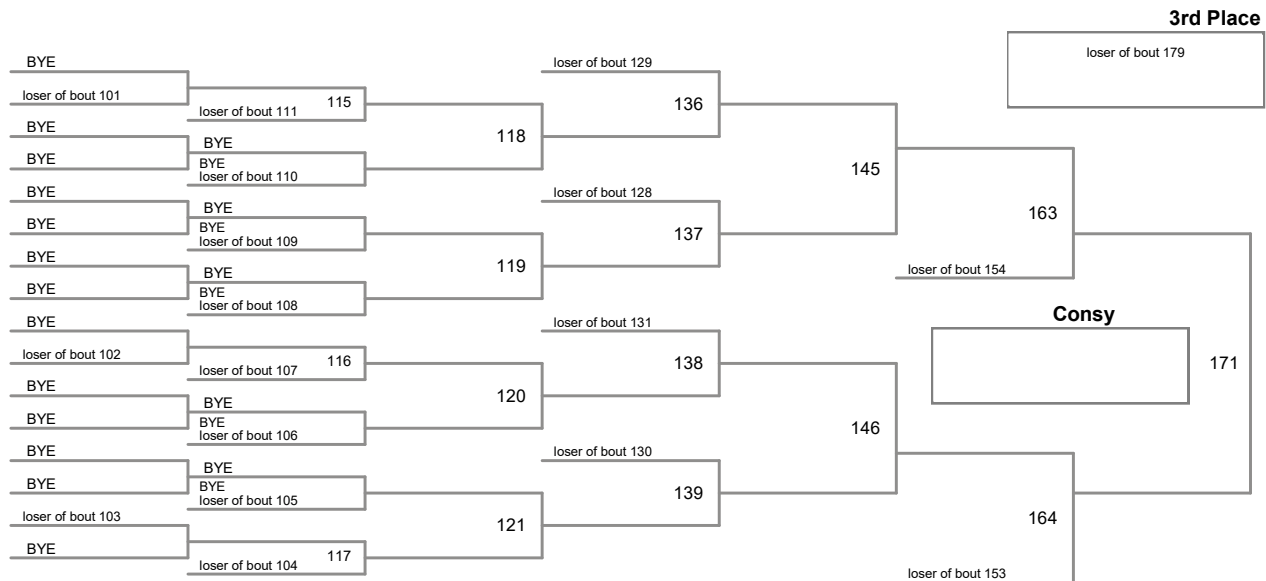 3rd Place
loser of bout 179
BYE
loser of bout 101
BYE
BYE
BYE
BYE
BYE
BYE
BYE
loser of bout 102
BYE
BYE
BYE
BYE
loser of bout 103
BYE
loser of bout 111
115
BYE
BYE
loser of bout 110
BYE
BYE
loser of bout 109
BYE
BYE
loser of bout 108
loser of bout 107
116
BYE
BYE
loser of bout 106
BYE
BYE
loser of bout 105
loser of bout 104
117
118
119
120
121
loser of bout 129
136
loser of bout 128
137
loser of bout 131
138
loser of bout 130
139
145
146
163
loser of bout 154
Consy
164
loser of bout 153
171